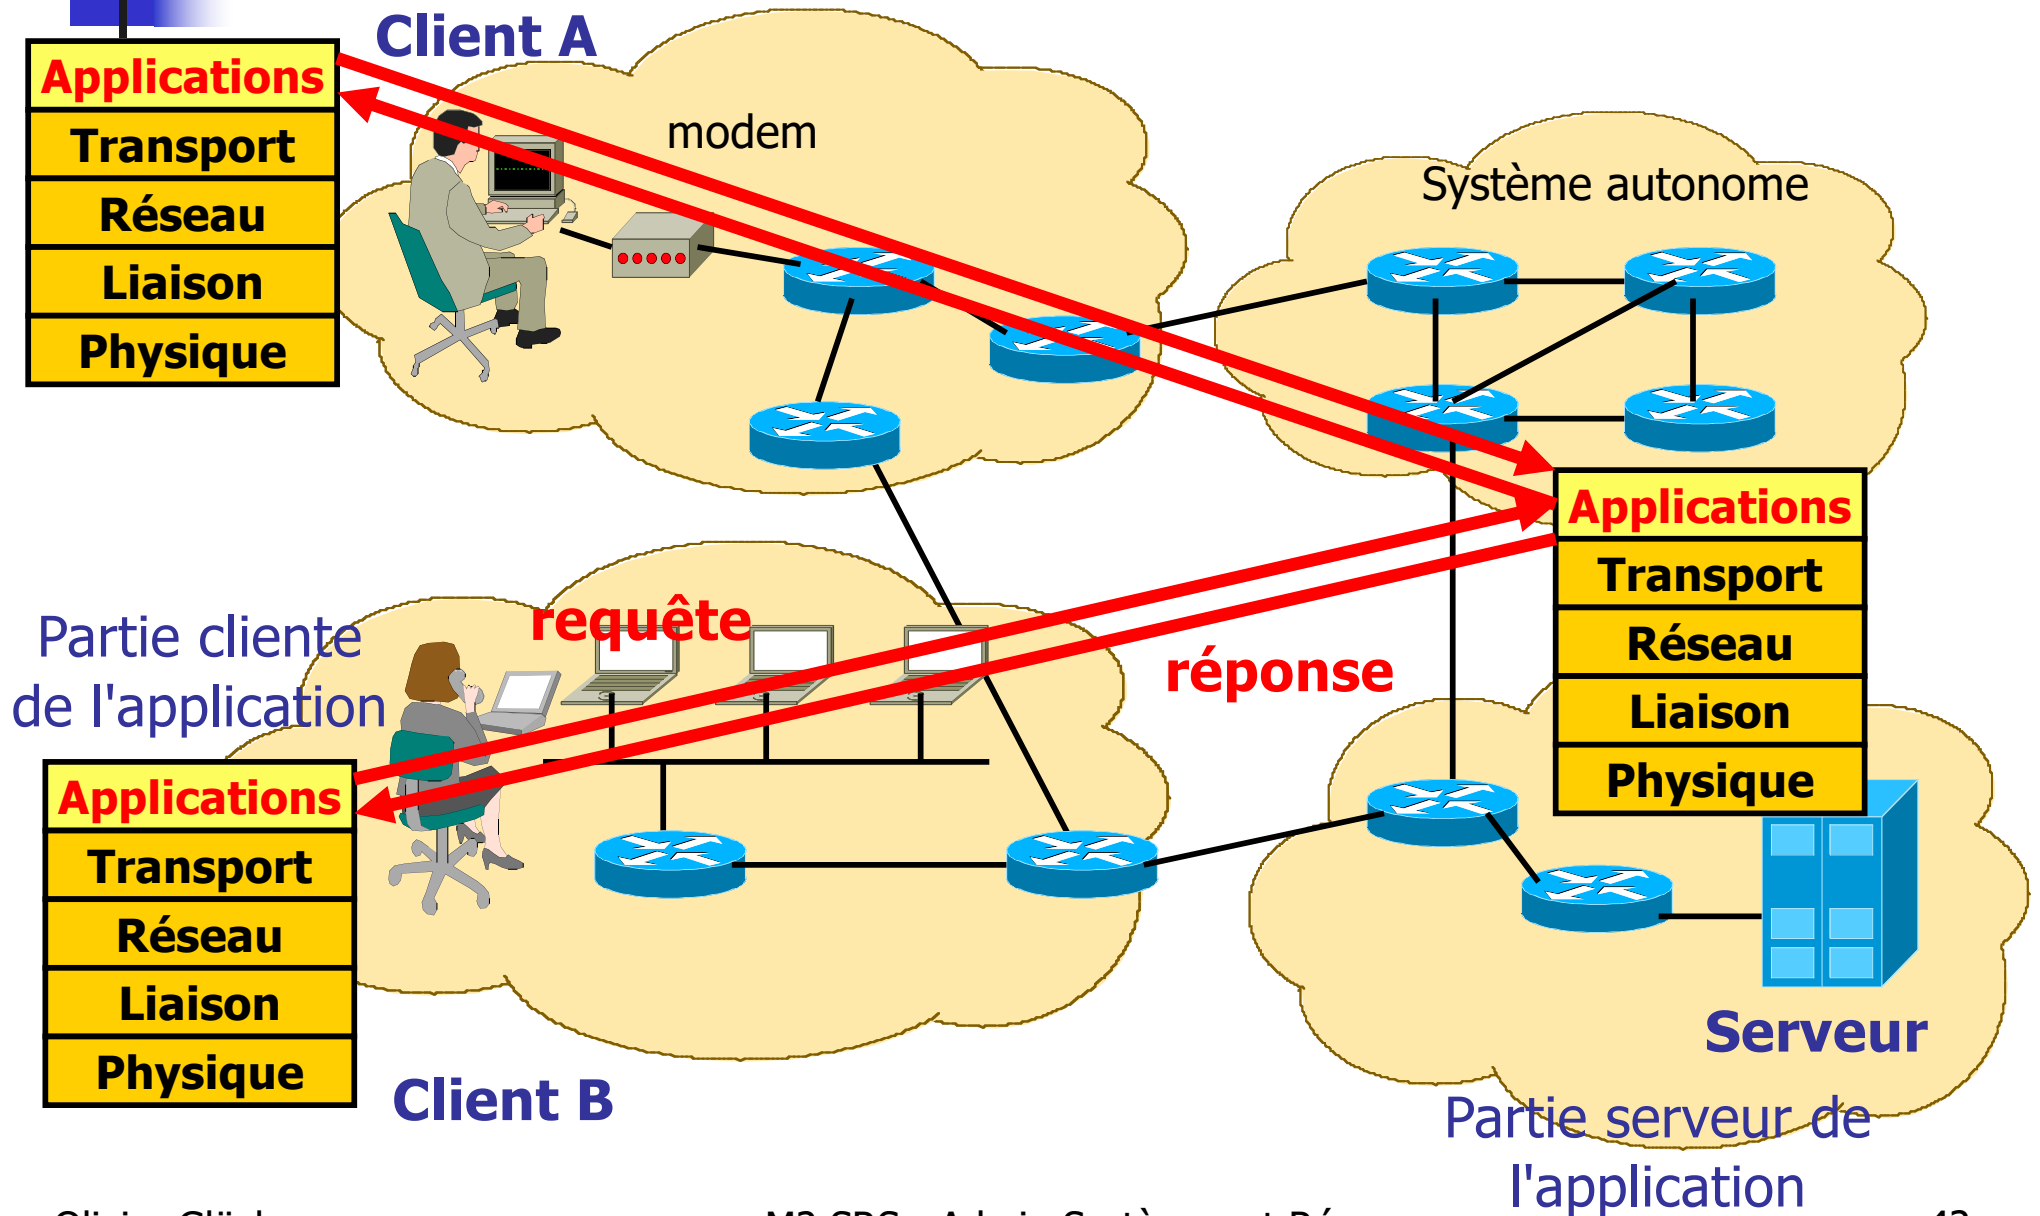 Client A
Applications
Transport
Réseau
Liaison
Physique
modem
Système autonome
Applications
Transport
Réseau
Liaison
Physique
requête
réponse
Partie cliente
de l'application
Applications
Transport
Réseau
Liaison
Physique
Client B
Serveur
Partie serveur de
l'application